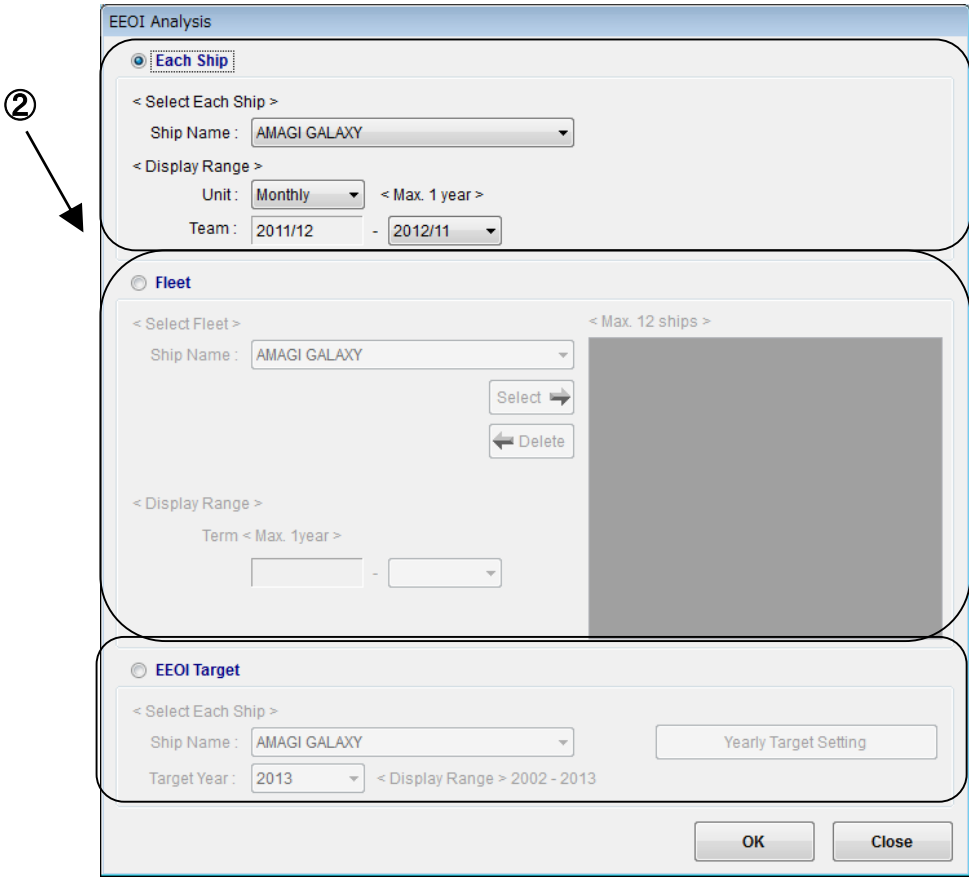 EEOI Analysis
Each Ship
②
< Select Each Ship >
Ship Name : AMAGI GALAXY
< Display Range >
Unit : Monthly < Max. 1 year >
Team : 2011/12 - 2012/11
Fleet
< Select Fleet > < Max. 12 ships >
Ship Name : AMAGI GALAXY
Select
Delete
< Display Range >
Term < Max. 1year >
-
EEOI Target
< Select Each Ship >
Ship Name : AMAGI GALAXY Yearly Target Setting
Target Year : 2013 < Display Range > 2002 - 2013
OK Close